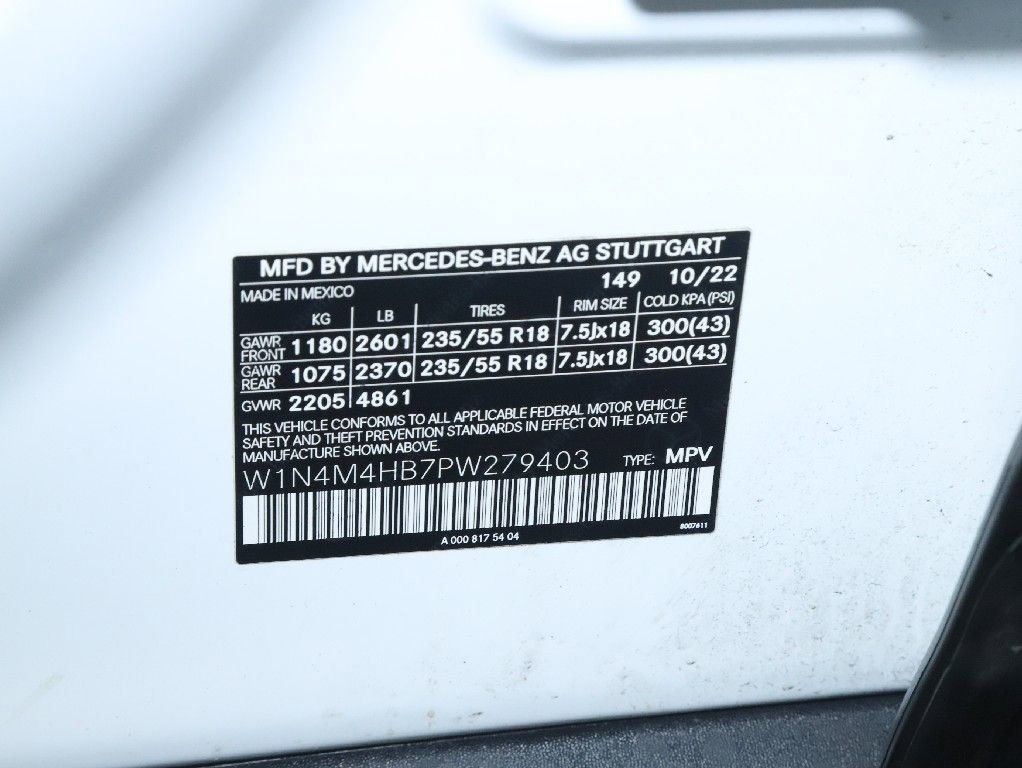 MFD BY MERCEDES-BENZ AG STUTTGART
MADE IN MEXICO 149 10/22
KG LB TIRES RIM SIZE COLD KPA (PSI)
GAWR FRONT 1180 2601 235/55 R18 7.5Jx18 300(43)
GAWR REAR 1075 2370 235/55 R18 7.5Jx18 300(43)
GVWR 2205 4861
THIS VEHICLE CONFORMS TO ALL APPLICABLE FEDERAL MOTOR VEHICLE
SAFETY AND THEFT PREVENTION STANDARDS IN EFFECT ON THE DATE OF
MANUFACTURE SHOWN ABOVE.
W1N4M4HB7PW279403 TYPE: MPV
8007611
A 000 817 54 04